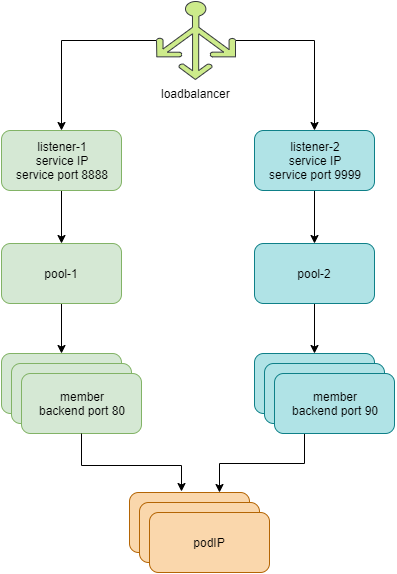 loadbalancer
listener-1
service IP
service port 8888
listener-2
service IP
service port 9999
pool-1
pool-2
member
backend port 80
member
backend port 90
podIP